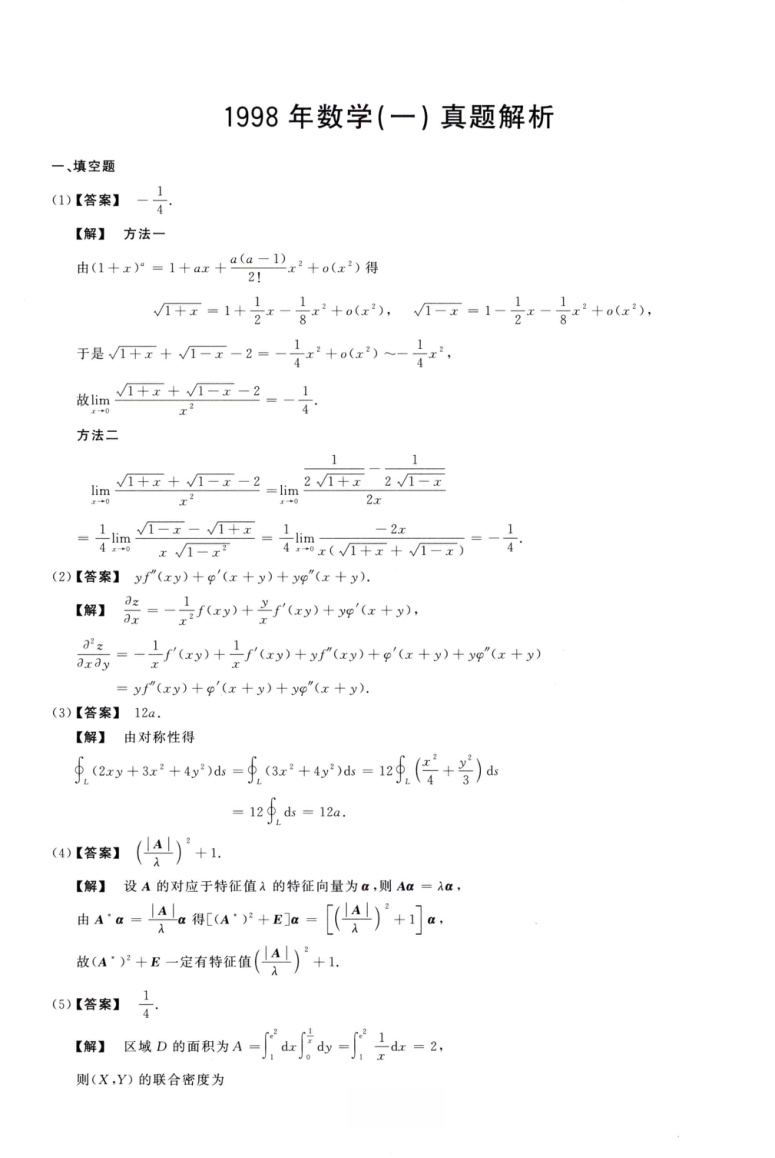 1998 年数学(一) 真题解析
一、填空题
(1)【答案】 $-\frac{1}{4}$.
【解】 方法一
由$(1+x)^a = 1+ax+\frac{a(a-1)}{2!}x^2+o(x^2)$得
$\sqrt{1+x} = 1+\frac{1}{2}x-\frac{1}{8}x^2+o(x^2)$, $\sqrt{1-x} = 1-\frac{1}{2}x-\frac{1}{8}x^2+o(x^2)$,
于是$\sqrt{1+x}+\sqrt{1-x}-2 = -\frac{1}{4}x^2+o(x^2) \sim -\frac{1}{4}x^2$,
故$\lim_{x \to 0}\frac{\sqrt{1+x}+\sqrt{1-x}-2}{x^2} = -\frac{1}{4}$.
方法二
$\lim_{x \to 0}\frac{\sqrt{1+x}+\sqrt{1-x}-2}{x^2} = \lim_{x \to 0}\frac{\frac{1}{2\sqrt{1+x}}-\frac{1}{2\sqrt{1-x}}}{2x}$
$= \frac{1}{4}\lim_{x \to 0}\frac{\sqrt{1-x}-\sqrt{1+x}}{x\sqrt{1-x^2}} = \frac{1}{4}\lim_{x \to 0}\frac{-2x}{x(\sqrt{1+x}+\sqrt{1-x})} = -\frac{1}{4}$.
(2)【答案】 $yf''(xy)+\varphi'(x+y)+y\varphi''(x+y)$.
【解】 $\frac{\partial z}{\partial x} = -\frac{1}{x^2}f(xy)+\frac{y}{x}f'(xy)+y\varphi'(x+y)$,
$\frac{\partial^2 z}{\partial x \partial y} = -\frac{1}{x}f'(xy)+\frac{1}{x}f'(xy)+yf''(xy)+\varphi'(x+y)+y\varphi''(x+y)$
$= yf''(xy)+\varphi'(x+y)+y\varphi''(x+y)$.
(3)【答案】 $12a$.
【解】 由对称性得
$\oint_L (2xy+3x^2+4y^2)ds = \oint_L (3x^2+4y^2)ds = 12\oint_L \left(\frac{x^2}{4}+\frac{y^2}{3}\right)ds$
$= 12\oint_L ds = 12a$.
(4)【答案】 $\left(\frac{|A|}{\lambda}\right)^2+1$.
【解】 设 $A$ 的对应于特征值 $\lambda$ 的特征向量为 $\alpha$,则 $A\alpha = \lambda\alpha$,
由 $A^*\alpha = \frac{|A|}{\lambda}\alpha$ 得$[(A^*)^2+E]\alpha = \left[\left(\frac{|A|}{\lambda}\right)^2+1\right]\alpha$,
故$(A^*)^2+E$ 一定有特征值$\left(\frac{|A|}{\lambda}\right)^2+1$.
(5)【答案】 $\frac{1}{4}$.
【解】 区域 $D$ 的面积为 $A = \int_1^{e^2} dx \int_0^{\frac{1}{x}} dy = \int_1^{e^2} \frac{1}{x} dx = 2$,
则$(X,Y)$ 的联合密度为